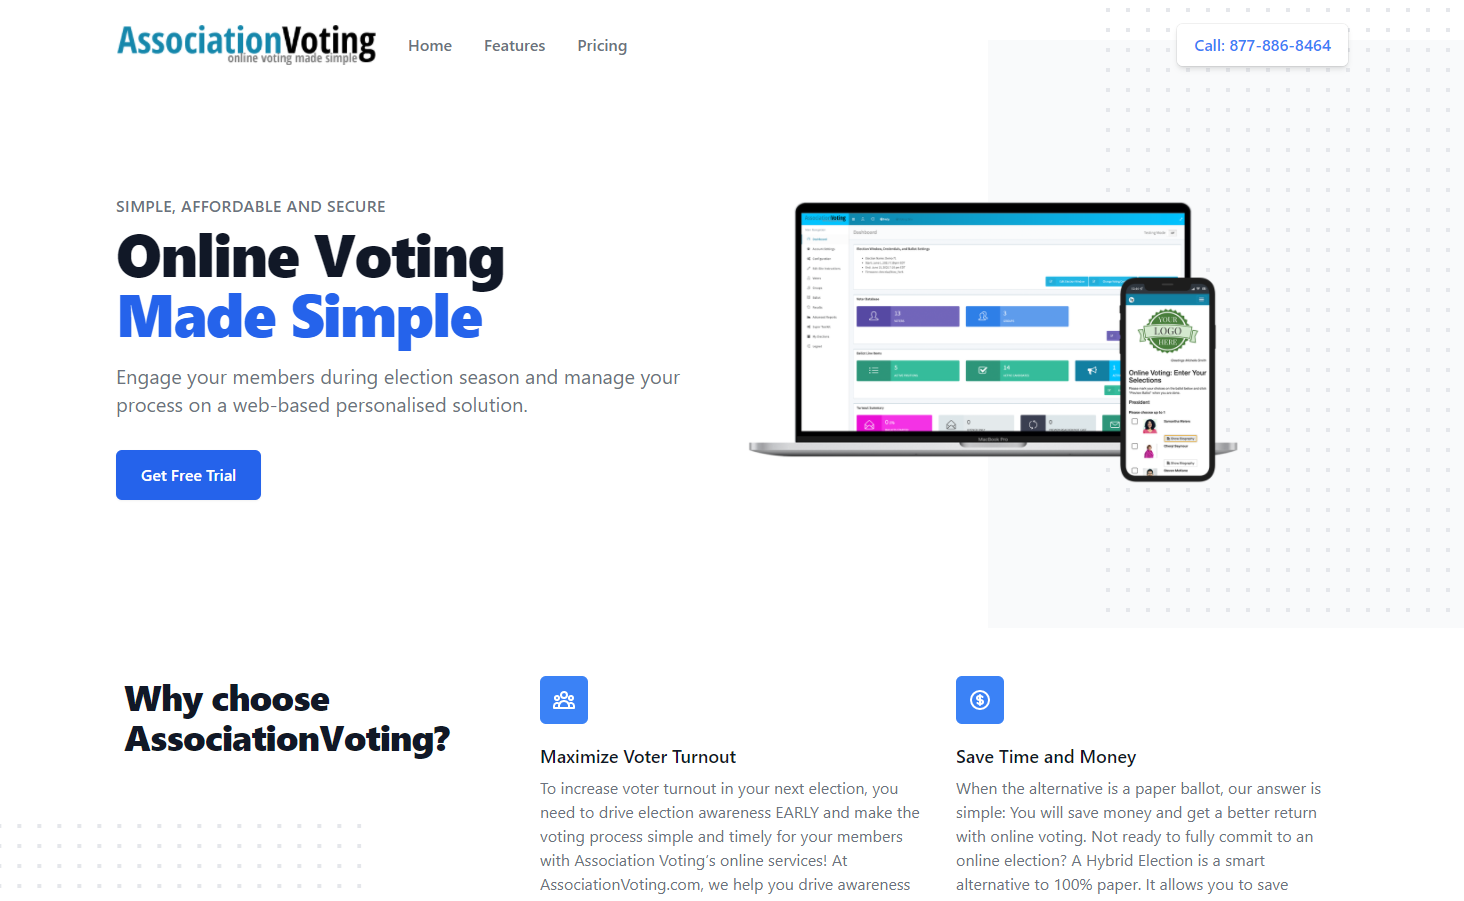 AssociationVoting
online voting made simple
Home
Features
Pricing
Call: 877-886-8464
SIMPLE, AFFORDABLE AND SECURE
Online Voting
Made Simple
Engage your members during election season and manage your
process on a web-based personalised solution.
Get Free Trial
AssociationVoting
Dashboard
MacBook Pro
YOUR
LOGO
HERE
Online Voting: Enter Your
Selections
President
Why choose
AssociationVoting?
Maximize Voter Turnout
To increase voter turnout in your next election, you
need to drive election awareness EARLY and make the
voting process simple and timely for your members
with Association Voting’s online services! At
AssociationVoting.com, we help you drive awareness
Save Time and Money
When the alternative is a paper ballot, our answer is
simple: You will save money and get a better return
with online voting. Not ready to fully commit to an
online election? A Hybrid Election is a smart
alternative to 100% paper. It allows you to save